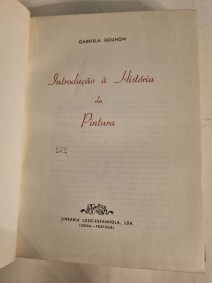 GABRIELA BOUHON
Introdução à História
da
Pintura
LIVRARIA LUSO-ESPANHOLA, LDA.
LISBOA - PORTUGAL